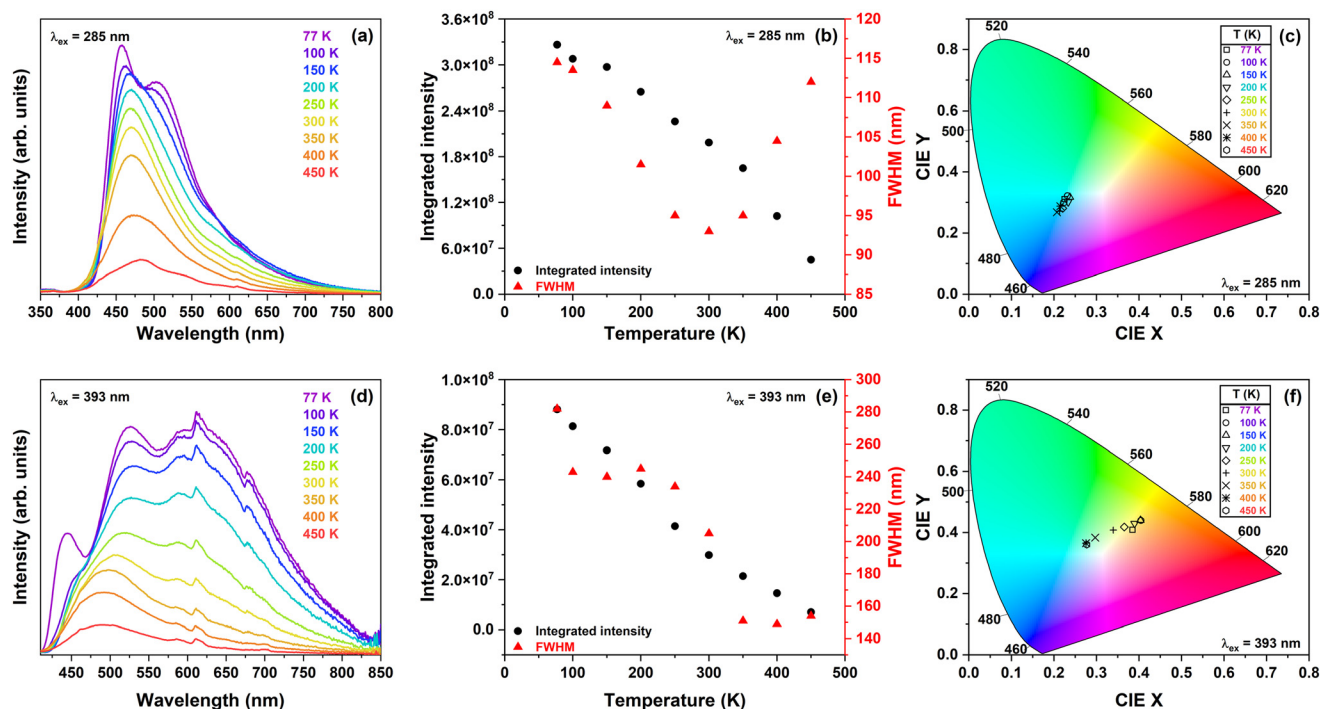 λex = 285 nm
(a)
77 K
100 K
150 K
200 K
250 K
300 K
350 K
400 K
450 K
Intensity (arb. units)
350 400 450 500 550 600 650 700 750 800
Wavelength (nm)
3.6×10⁸
3.0×10⁸
2.4×10⁸
1.8×10⁸
1.2×10⁸
6.0×10⁷
0.0
Integrated intensity
λex = 285 nm
(b)
Integrated intensity
FWHM
0 100 200 300 400 500
Temperature (K)
120
115
110
105
100
95
90
85
FWHM (nm)
(c)
T (K)
77 K
100 K
150 K
200 K
250 K
300 K
350 K
400 K
450 K
520
540
560
580
600
620
500
480
460
0.8
0.6
0.4
0.2
0.0
CIE Y
λex = 285 nm
0.0 0.1 0.2 0.3 0.4 0.5 0.6 0.7 0.8
CIE X
λex = 393 nm
(d)
77 K
100 K
150 K
200 K
250 K
300 K
350 K
400 K
450 K
Intensity (arb. units)
450 500 550 600 650 700 750 800 850
Wavelength (nm)
1.0×10⁸
8.0×10⁷
6.0×10⁷
4.0×10⁷
2.0×10⁷
0.0
Integrated intensity
λex = 393 nm
(e)
Integrated intensity
FWHM
0 100 200 300 400 500
Temperature (K)
300
280
260
240
220
200
180
160
140
FWHM (nm)
(f)
T (K)
77 K
100 K
150 K
200 K
250 K
300 K
350 K
400 K
450 K
520
540
560
580
600
620
500
480
460
0.8
0.6
0.4
0.2
0.0
CIE Y
λex = 393 nm
0.0 0.1 0.2 0.3 0.4 0.5 0.6 0.7 0.8
CIE X